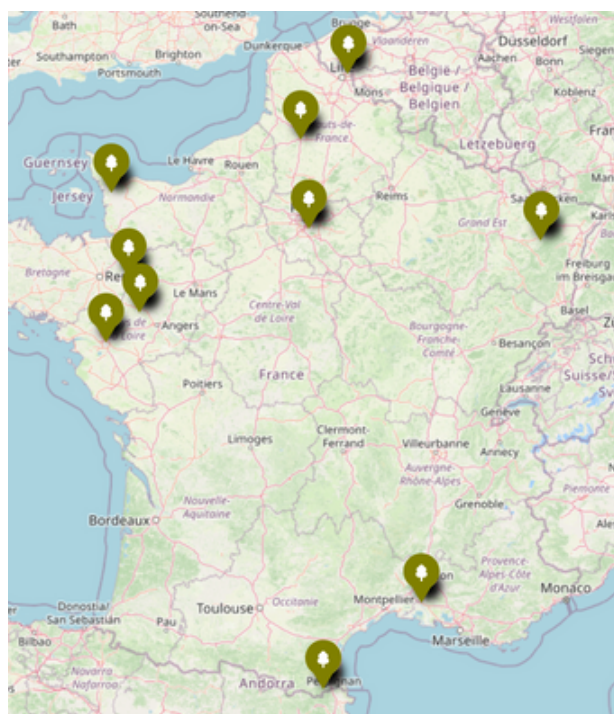 Bath
Southend-
on-Sea
Brugge
Westfalen
Düsseldorf
Southampton
Brighton
Dunkerque
Vlaanderen
Siegen
Portsmouth
België /
Belgique /
Belgien
Aachen
Bonn
Mons
Koblenz
Guernsey
Le Havre
Rouen
Lëtzebuerg
Jersey
Normandie
Reims
Grand Est
Bretagne
Le Mans
Freiburg
im Breisgau
Angers
Centre-Val
de Loire
Basel
Bourgogne-
Franche-
Comté
Besançon
Poitiers
France
Lausanne
Genève
Limoges
Clermont-
Ferrand
Villeurbanne
Annecy
Auvergne-
Rhône-Alpes
Piemonte
Nouvelle-
Aquitaine
Grenoble
Bordeaux
Provence-
Alpes-Côte
d'Azur
Donostia/
San Sebastián
Toulouse
Occitanie
Montpellier
Monaco
Pau
Marseille
Bilbao
Navarra -
Nafarroa
Andorra